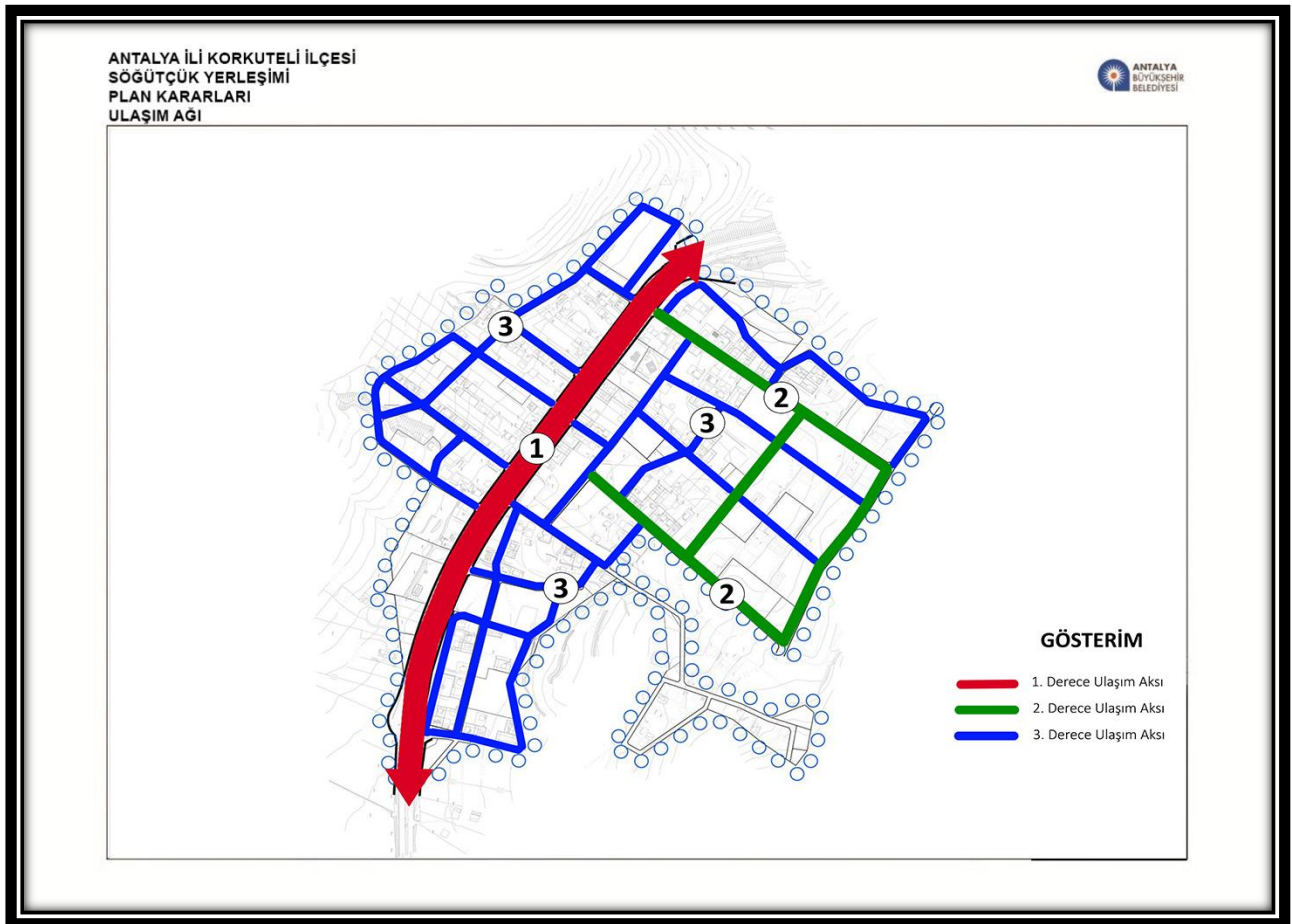 ANTALYA İLİ KORKUTELİ İLÇESİ
SÖĞÜTÇÜK YERLEŞİMİ
PLAN KARARLARI
ULAŞIM AĞI
ANTALYA
BÜYÜKŞEHİR
BELEDİYESİ
3
2
3
1
3
2
GÖSTERİM
1. Derece Ulaşım Aksı
2. Derece Ulaşım Aksı
3. Derece Ulaşım Aksı